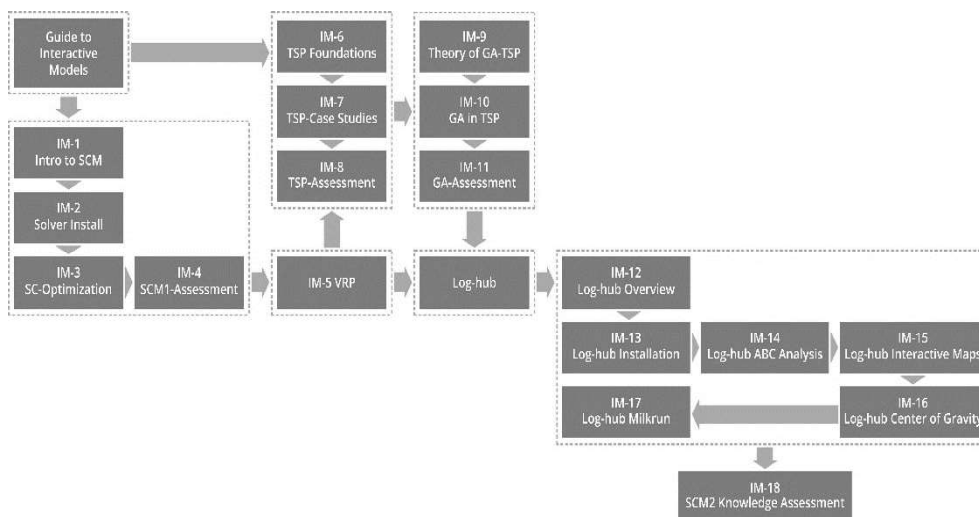 Guide to
Interactive
Models
IM-1
Intro to SCM
IM-2
Solver Install
IM-3
SC-Optimization
IM-4
SCM1-Assessment
IM-5 VRP
IM-6
TSP Foundations
IM-7
TSP-Case Studies
IM-8
TSP-Assessment
IM-9
Theory of GA-TSP
IM-10
GA in TSP
IM-11
GA-Assessment
Log-hub
IM-12
Log-hub Overview
IM-13
Log-hub Installation
IM-14
Log-hub ABC Analysis
IM-15
Log-hub Interactive Maps
IM-16
Log-hub Center of Gravity
IM-17
Log-hub Milkrun
IM-18
SCM2 Knowledge Assessment